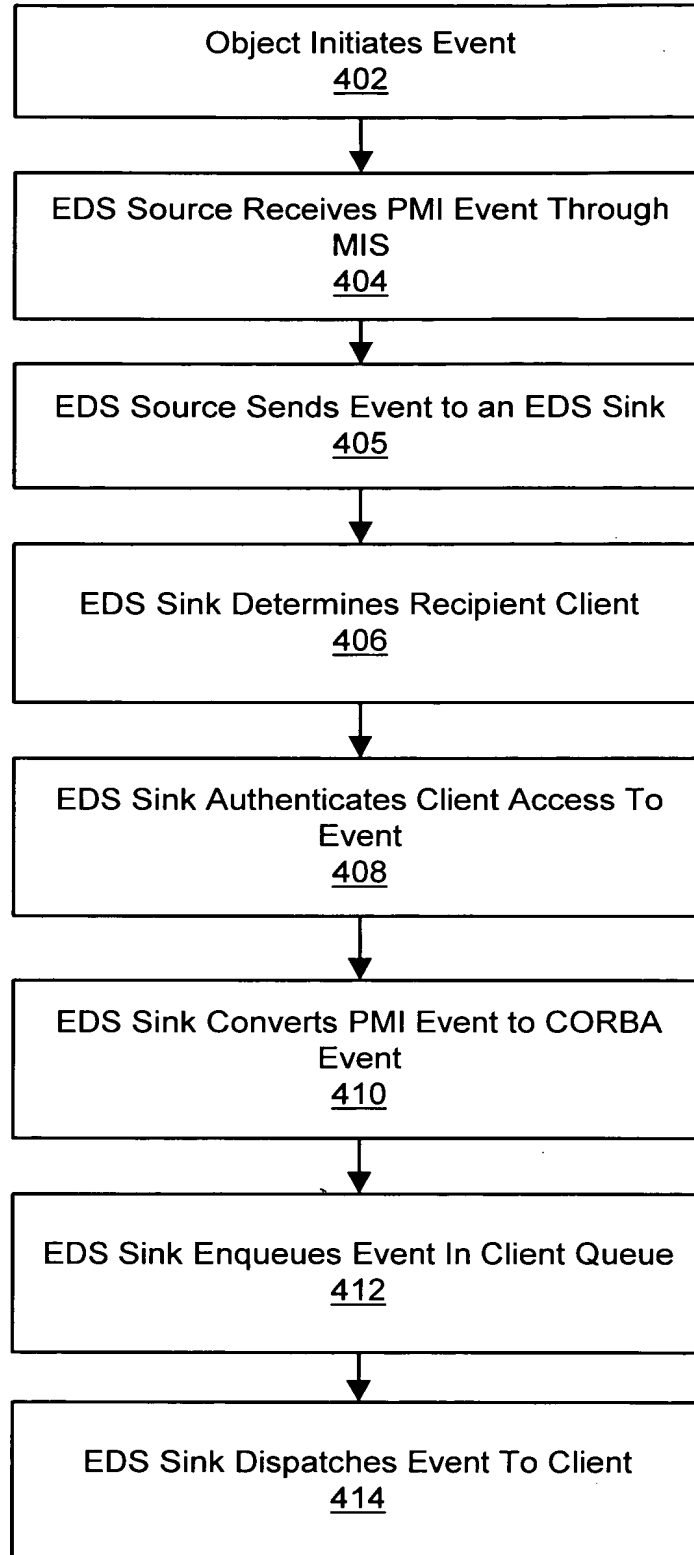 Object Initiates Event
402
EDS Source Receives PMI Event Through
MIS
404
EDS Source Sends Event to an EDS Sink
405
EDS Sink Determines Recipient Client
406
EDS Sink Authenticates Client Access To
Event
408
EDS Sink Converts PMI Event to CORBA
Event
410
EDS Sink Enqueues Event In Client Queue
412
EDS Sink Dispatches Event To Client
414